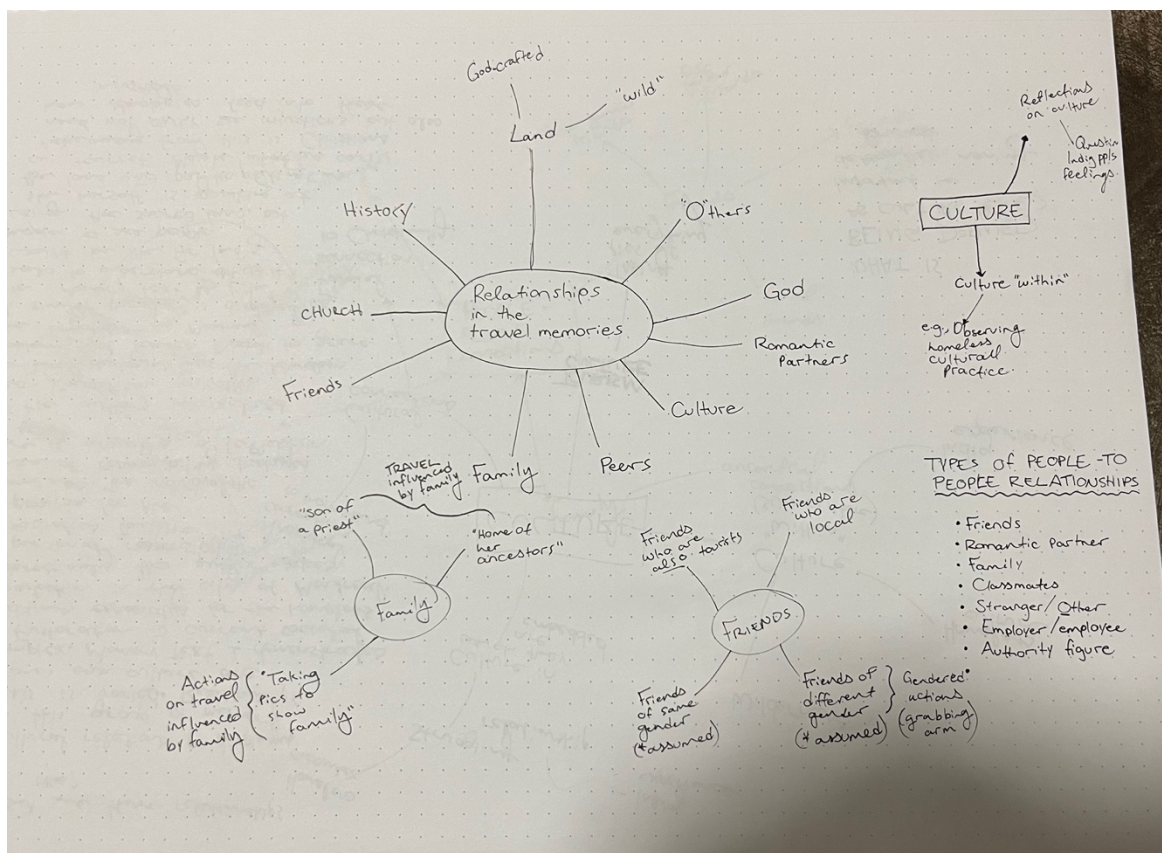 God-crafted
"wild"
Land
History
"O"thers
CHURCH
Relationships
in the
travel memories
God
Romantic
Partners
Friends
Culture
Family
Peers
Reflections
on culture
Question
Indig ppls
feelings.
CULTURE
Culture "within"
e.g., Observing
homeless
cultural
Practice.
TRAVEL
influenced
by family
"son of
a priest"
"Home of
her
ancestors"
Family
Actions
on travel
influenced
by family
"Taking
pics to
show
family"
Friends
who are
also tourists
Friends
who are
local
FRIENDS
Friends
of same
gender
(*assumed)
Friends of
different
gender
(*assumed)
Gendered"
actions
(grabbing
arm)
TYPES OF PEOPLE-TO
PEOPLE RELATIONSHIPS
• Friends
• Romantic Partner
• Family
• Classmates
• Stranger/Other
• Employer/employee
• Authority figure